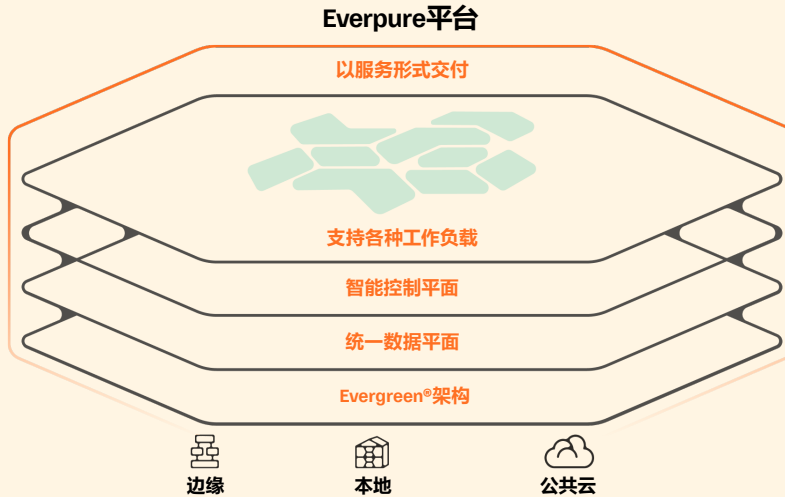 Everpure平台
以服务形式交付
支持各种工作负载
智能控制平面
统一数据平面
Evergreen®架构
边缘
本地
公共云